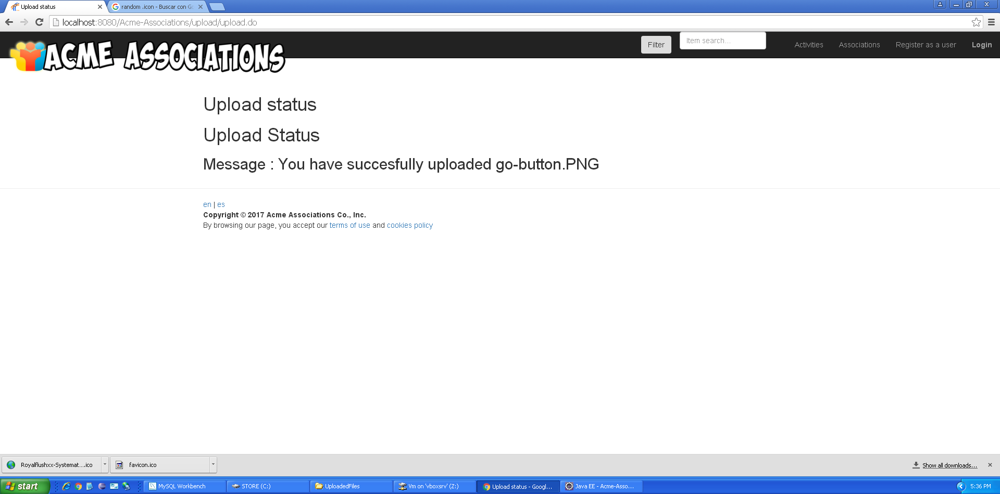 Upload status
random .icon - Buscar con Go
localhost:8080/Acme-Associations/upload/upload.do
ACME ASSOCIATIONS
Filter
Item search...
Activities
Associations
Register as a user
Login
Upload status
Upload Status
Message : You have succesfully uploaded go-button.PNG
en | es
Copyright © 2017 Acme Associations Co., Inc.
By browsing our page, you accept our terms of use and cookies policy
Royalflushxx-Systemat....ico
favicon.ico
Show all downloads...
start
MySQL Workbench
STORE (C:)
UploadedFiles
Vm on 'vboxsrv' (Z:)
Upload status - Googl...
Java EE - Acme-Asso...
5:36 PM